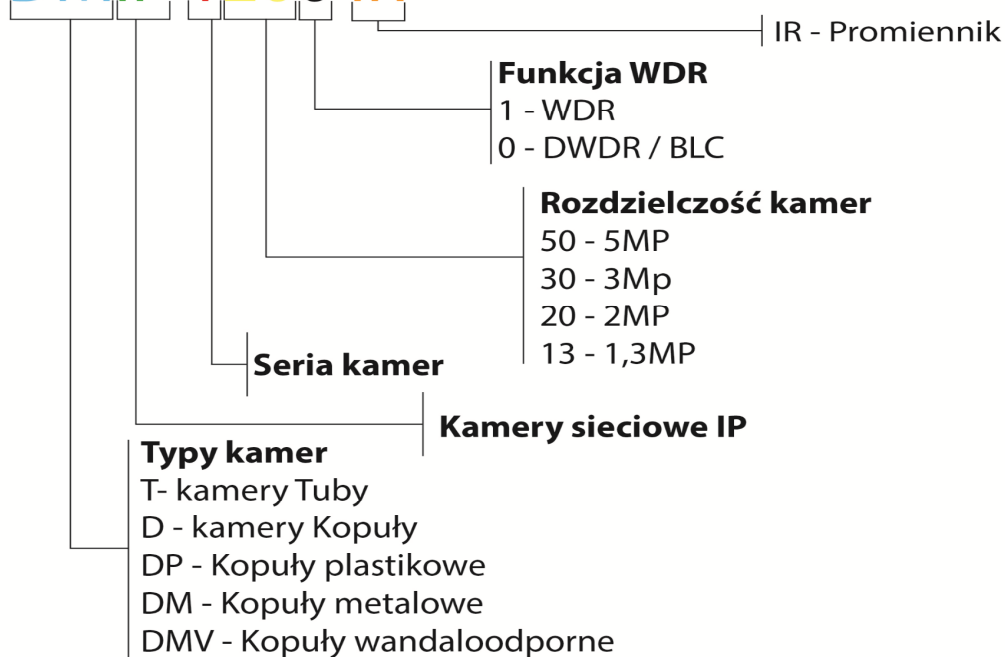 IR - Promiennik
Funkcja WDR
1 - WDR
0 - DWDR / BLC
Rozdzielczość kamer
50 - 5MP
30 - 3Mp
20 - 2MP
13 - 1,3MP
Seria kamer
Kamery sieciowe IP
Typy kamer
T- kamery Tuby
D - kamery Kopuły
DP - Kopuły plastikowe
DM - Kopuły metalowe
DMV - Kopuły wandaloodporne